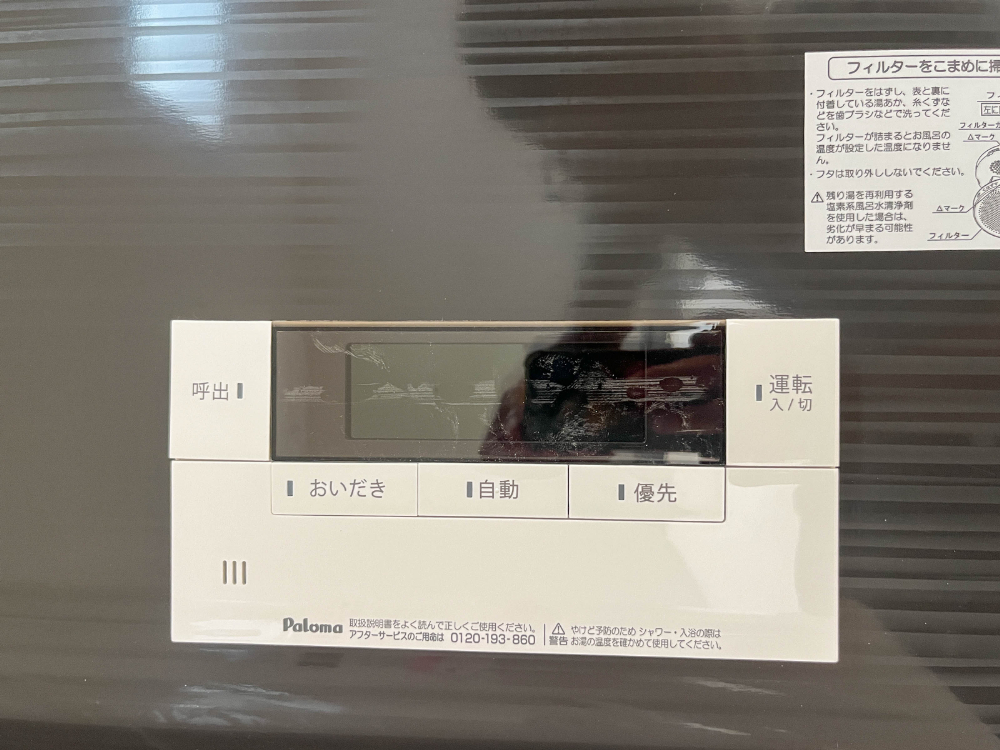 フィルターをこまめに掃
・フィルターをはずし、表と裏に
付着している湯あか、糸くずな
どを歯ブラシなどで洗ってくだ
さい。
フィルターが詰まるとお風呂の
温度が設定した温度になりませ
ん。
・フタは取り外ししないでください。
⚠残り湯を再利用する
塩素系風呂水清浄剤
を使用した場合は、
劣化が早まる可能性
があります。
△マーク
△マーク
フィルター
呼出
運転
入/切
おいだき
自動
優先
Paloma
取扱説明書をよく読んで正しくご使用ください。
アフターサービスのご用命は 0120-193-860
⚠警告
やけど予防のため シャワー・入浴の際は
お湯の温度を確かめて使用してください。